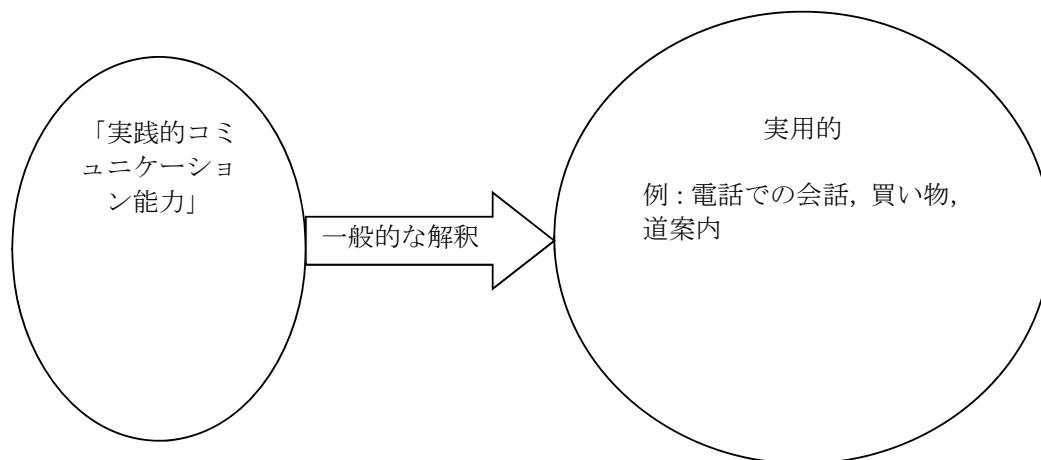 「実践的コミ
ュニケーショ
ン能力」
一般的な解釈
実用的
例：電話での会話, 買い物,
道案内